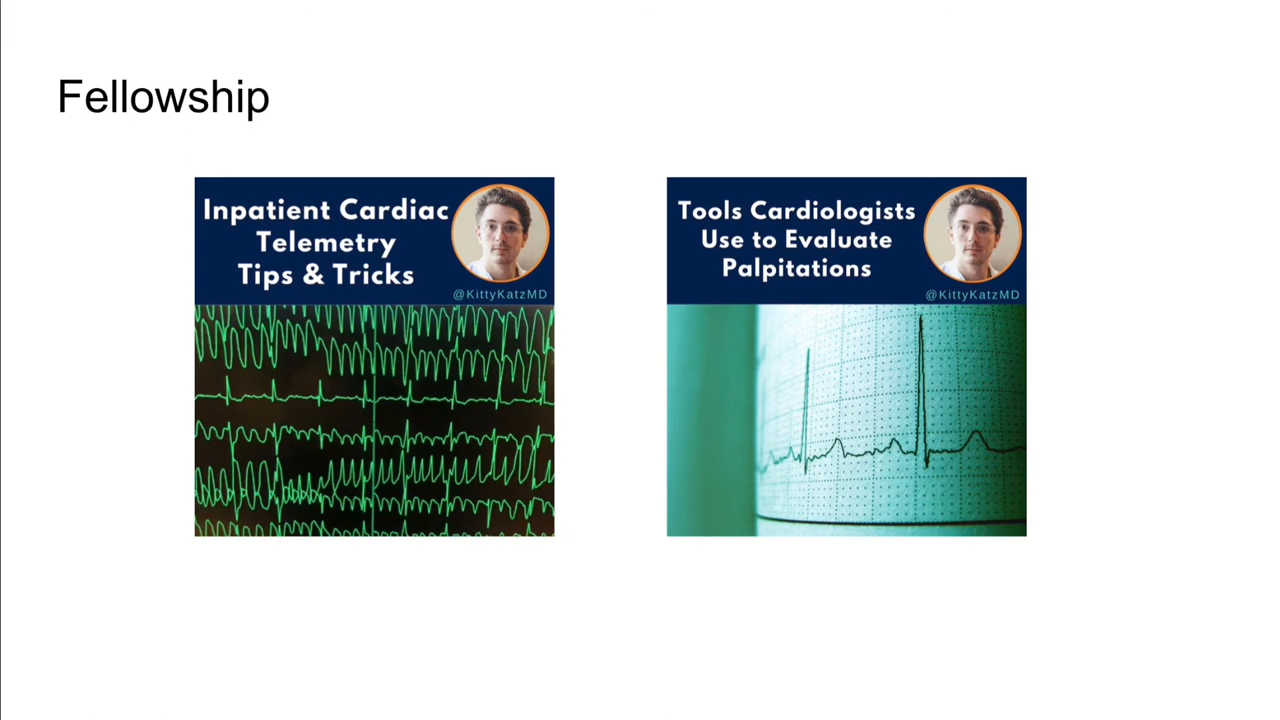 Fellowship
Inpatient Cardiac
Telemetry
Tips & Tricks
@KittyKatzMD
Tools Cardiologists
Use to Evaluate
Palpitations
@KittyKatzMD